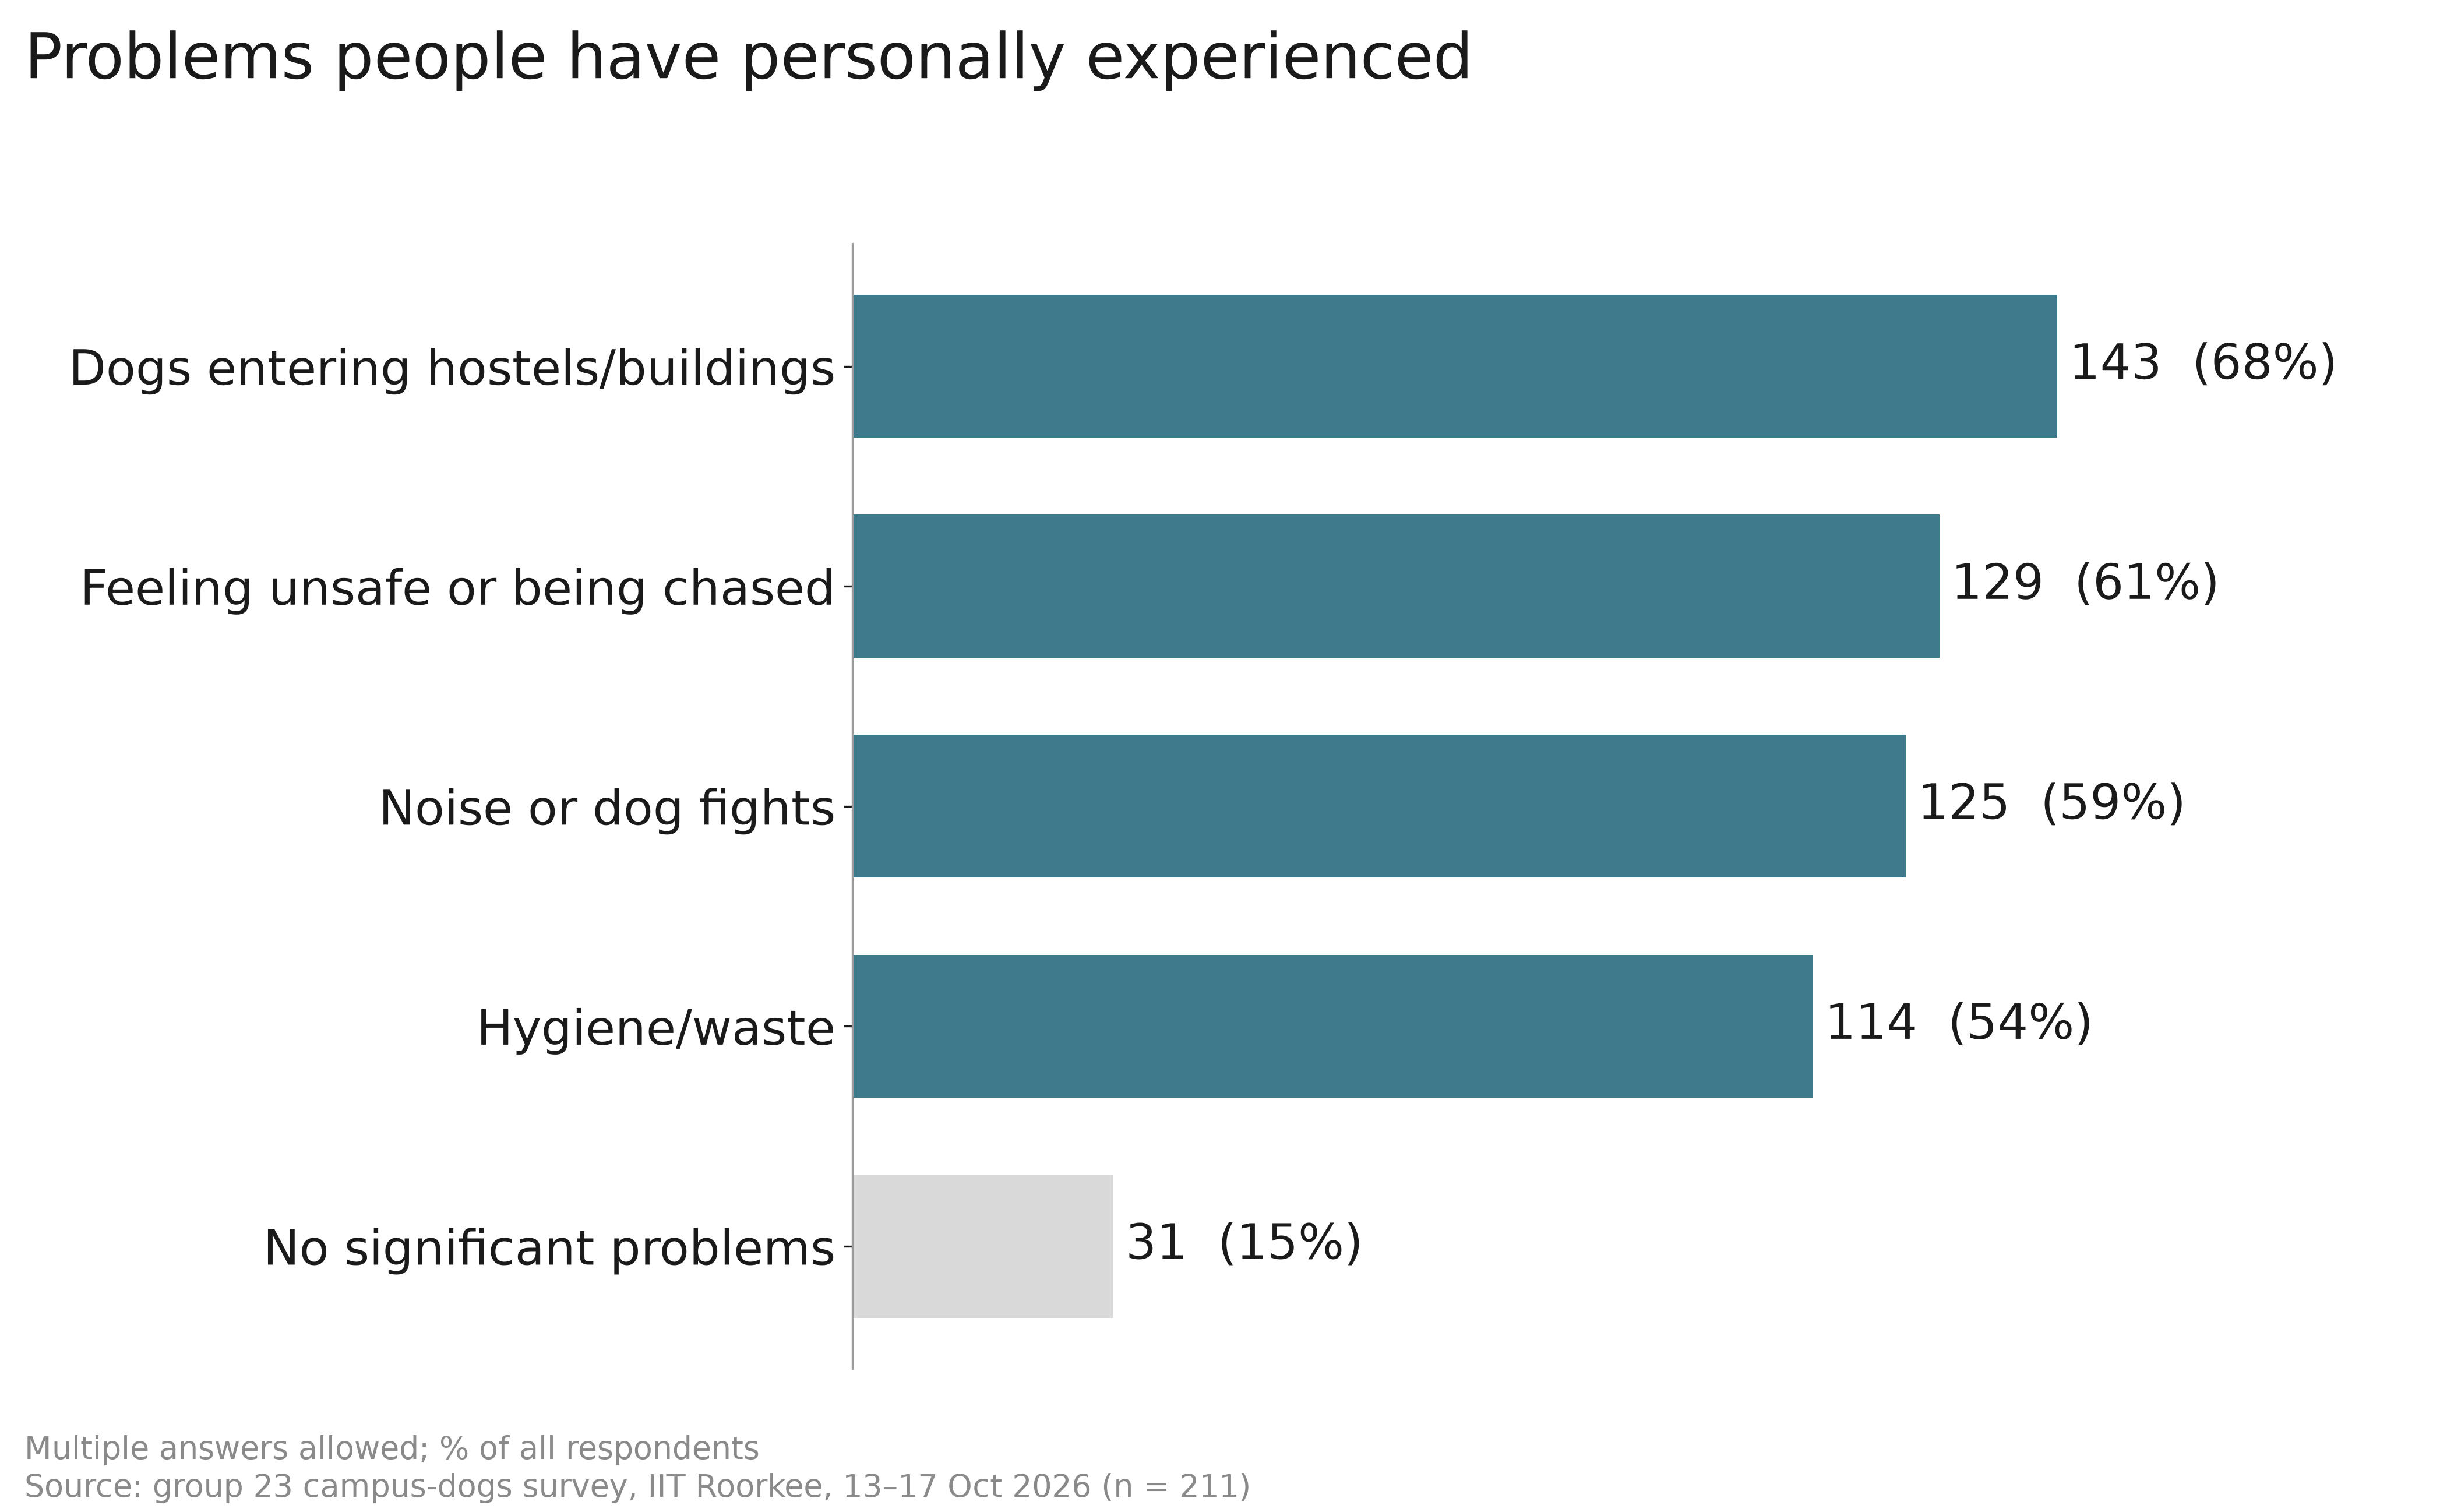 Problems people have personally experienced
Dogs entering hostels/buildings 143 (68%)
Feeling unsafe or being chased 129 (61%)
Noise or dog fights 125 (59%)
Hygiene/waste 114 (54%)
No significant problems 31 (15%)
Multiple answers allowed; % of all respondents
Source: group 23 campus-dogs survey, IIT Roorkee, 13–17 Oct 2026 (n = 211)